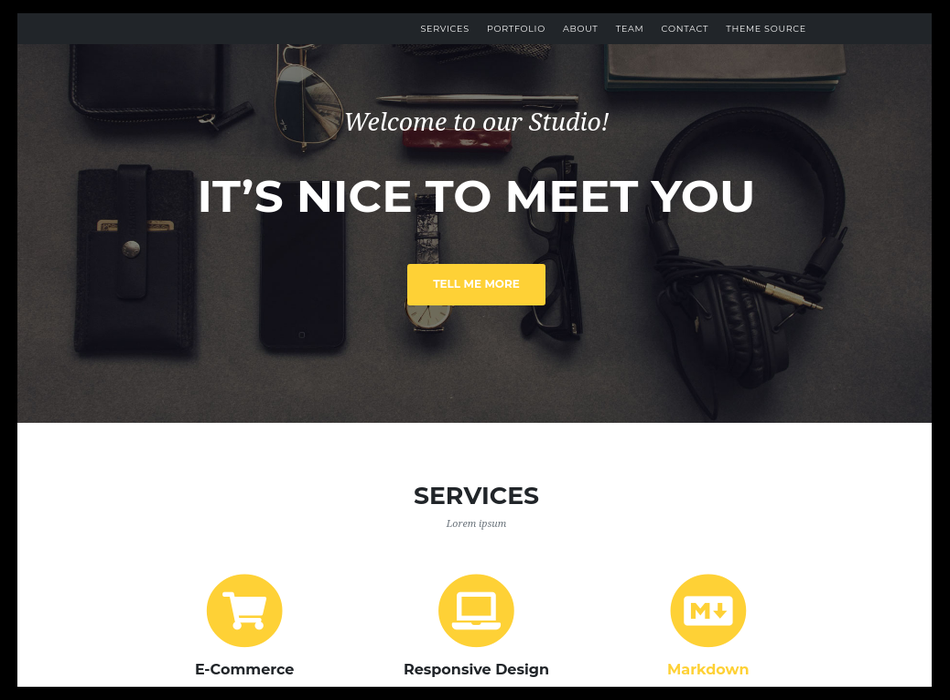 SERVICES PORTFOLIO ABOUT TEAM CONTACT THEME SOURCE
Welcome to our Studio!
IT’S NICE TO MEET YOU
TELL ME MORE
SERVICES
Lorem ipsum
E-Commerce Responsive Design Markdown